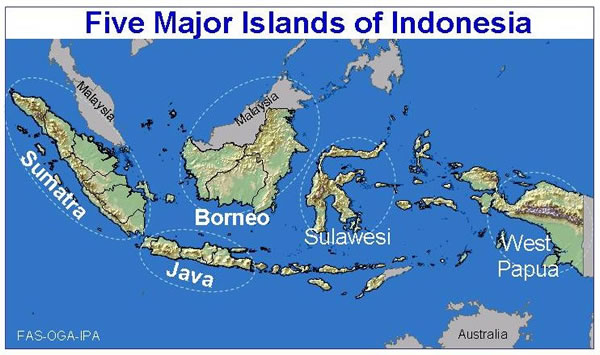 Five Major Islands of Indonesia
Malaysia
Malaysia
Sumatra
Borneo
Sulawesi
Java
West
Papua
FAS-OGA-IPA
Australia